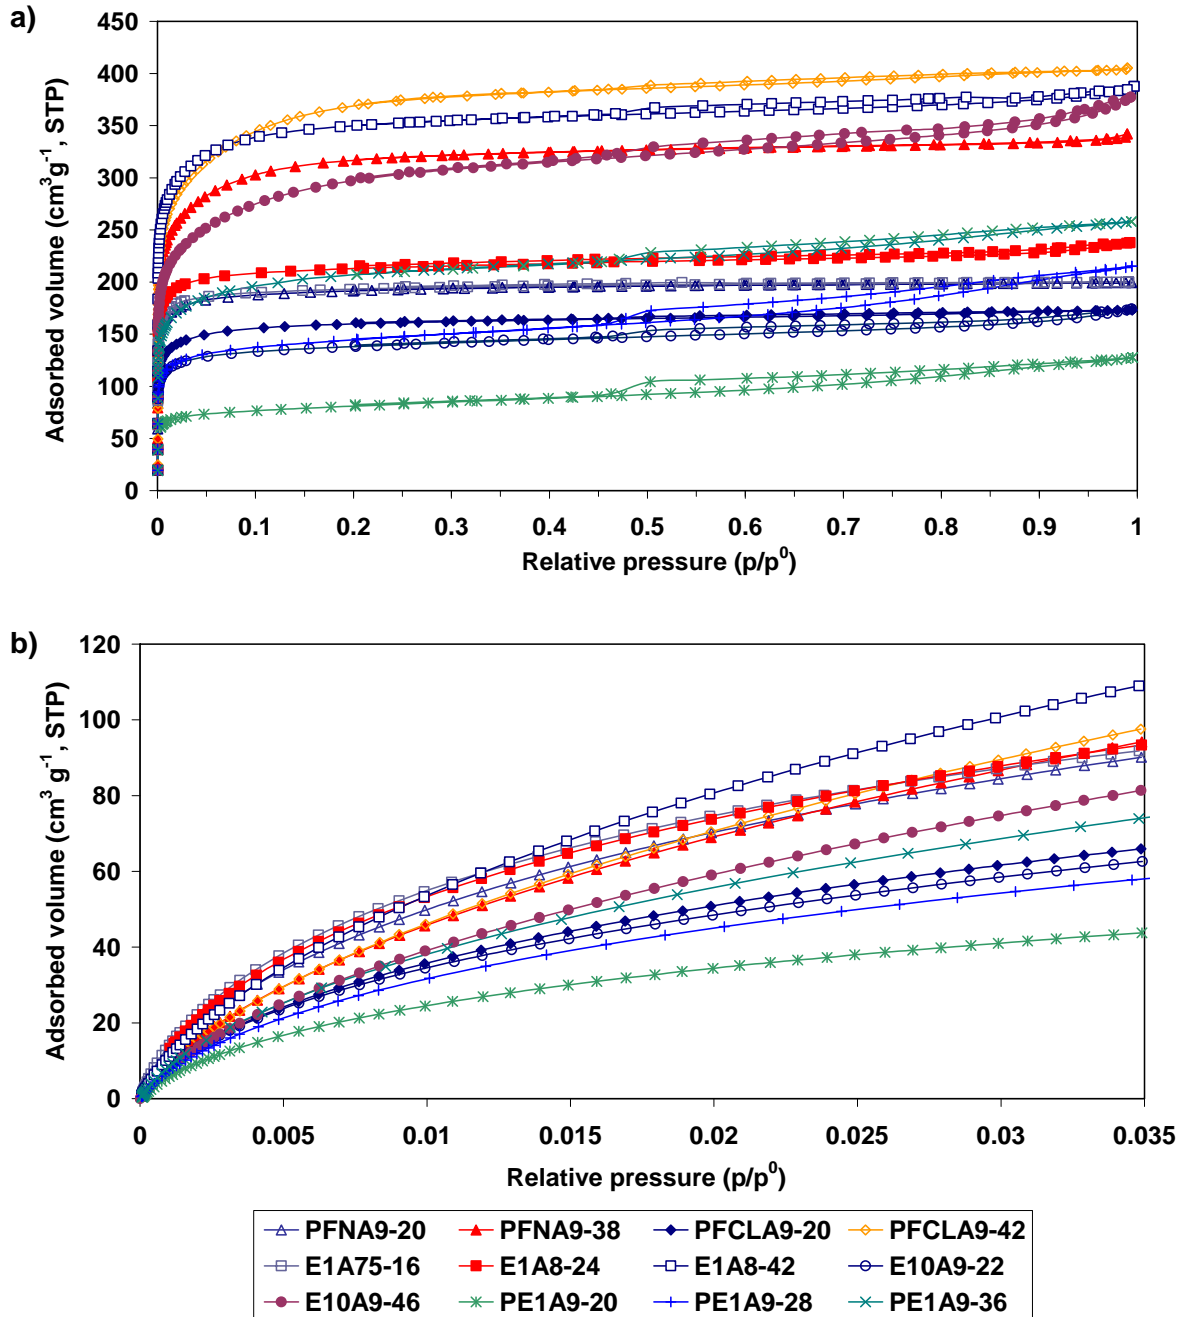 a)
Adsorbed volume (cm³g⁻¹, STP)
450
400
350
300
250
200
150
100
50
0
0 0.1 0.2 0.3 0.4 0.5 0.6 0.7 0.8 0.9 1
Relative pressure (p/p⁰)
b)
Adsorbed volume (cm³ g⁻¹, STP)
120
100
80
60
40
20
0
0 0.005 0.01 0.015 0.02 0.025 0.03 0.035
Relative pressure (p/p⁰)
PFNA9-20 PFNA9-38 PFCLA9-20 PFCLA9-42
E1A75-16 E1A8-24 E1A8-42 E10A9-22
E10A9-46 PE1A9-20 PE1A9-28 PE1A9-36